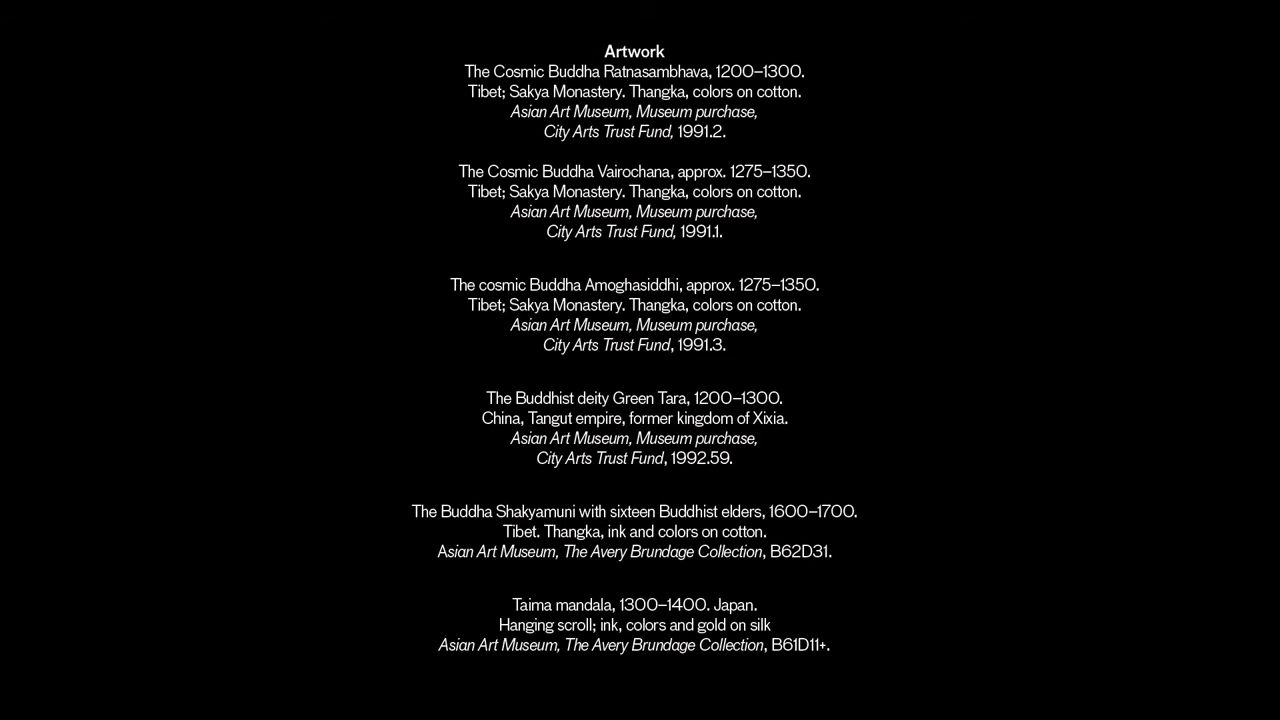 Artwork
The Cosmic Buddha Ratnasambhava, 1200–1300.
Tibet; Sakya Monastery. Thangka, colors on cotton.
Asian Art Museum, Museum purchase,
City Arts Trust Fund, 1991.2.
The Cosmic Buddha Vairochana, approx. 1275–1350.
Tibet; Sakya Monastery. Thangka, colors on cotton.
Asian Art Museum, Museum purchase,
City Arts Trust Fund, 1991.1.
The cosmic Buddha Amoghasiddhi, approx. 1275–1350.
Tibet; Sakya Monastery. Thangka, colors on cotton.
Asian Art Museum, Museum purchase,
City Arts Trust Fund, 1991.3.
The Buddhist deity Green Tara, 1200–1300.
China, Tangut empire, former kingdom of Xixia.
Asian Art Museum, Museum purchase,
City Arts Trust Fund, 1992.59.
The Buddha Shakyamuni with sixteen Buddhist elders, 1600–1700.
Tibet. Thangka, ink and colors on cotton.
Asian Art Museum, The Avery Brundage Collection, B62D31.
Taima mandala, 1300–1400. Japan.
Hanging scroll; ink, colors and gold on silk
Asian Art Museum, The Avery Brundage Collection, B61D11+.